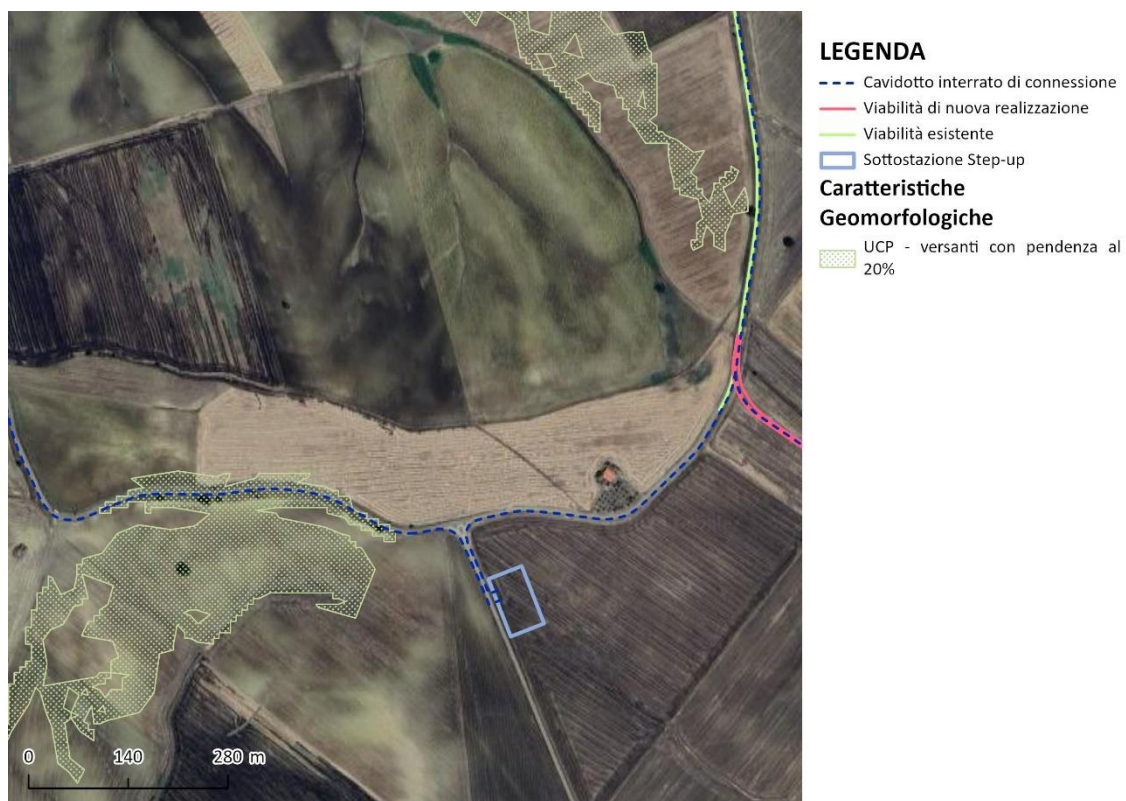 LEGENDA
Cavidotto interrato di connessione
Viabilità di nuova realizzazione
Viabilità esistente
Sottostazione Step-up
Caratteristiche
Geomorfologiche
UCP - versanti con pendenza al
20%
0 140 280 m